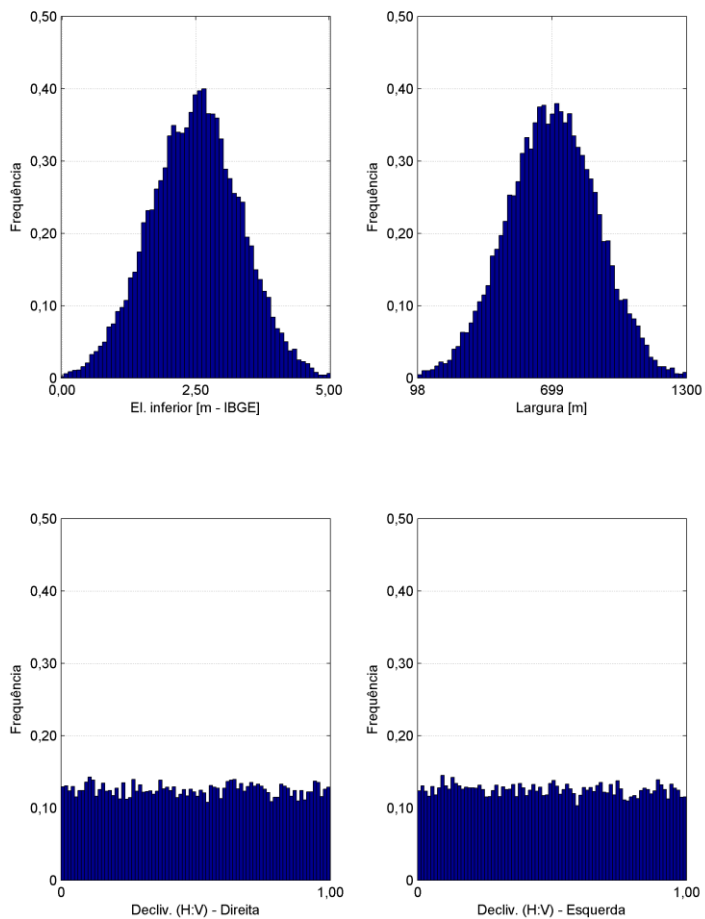 0,50
0,40
0,30
0,20
0,10
0
Frequência
0,00 2,50 5,00
El. inferior [m - IBGE]
0,50
0,40
0,30
0,20
0,10
0
Frequência
98 699 1300
Largura [m]
0,50
0,40
0,30
0,20
0,10
0
Frequência
0 1,00
Decliv. (H:V) - Direita
0,50
0,40
0,30
0,20
0,10
0
Frequência
0 1,00
Decliv. (H:V) - Esquerda